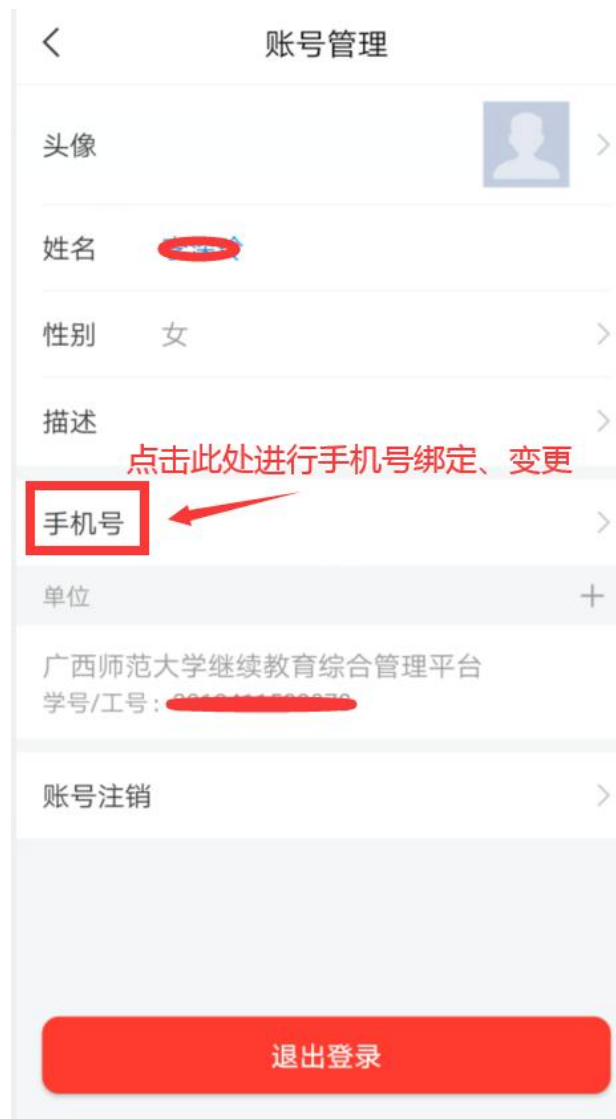 账号管理
头像
姓名
性别 女
描述
点击此处进行手机号绑定、变更
手机号
单位
广西师范大学继续教育综合管理平台
学号/工号：
账号注销
退出登录